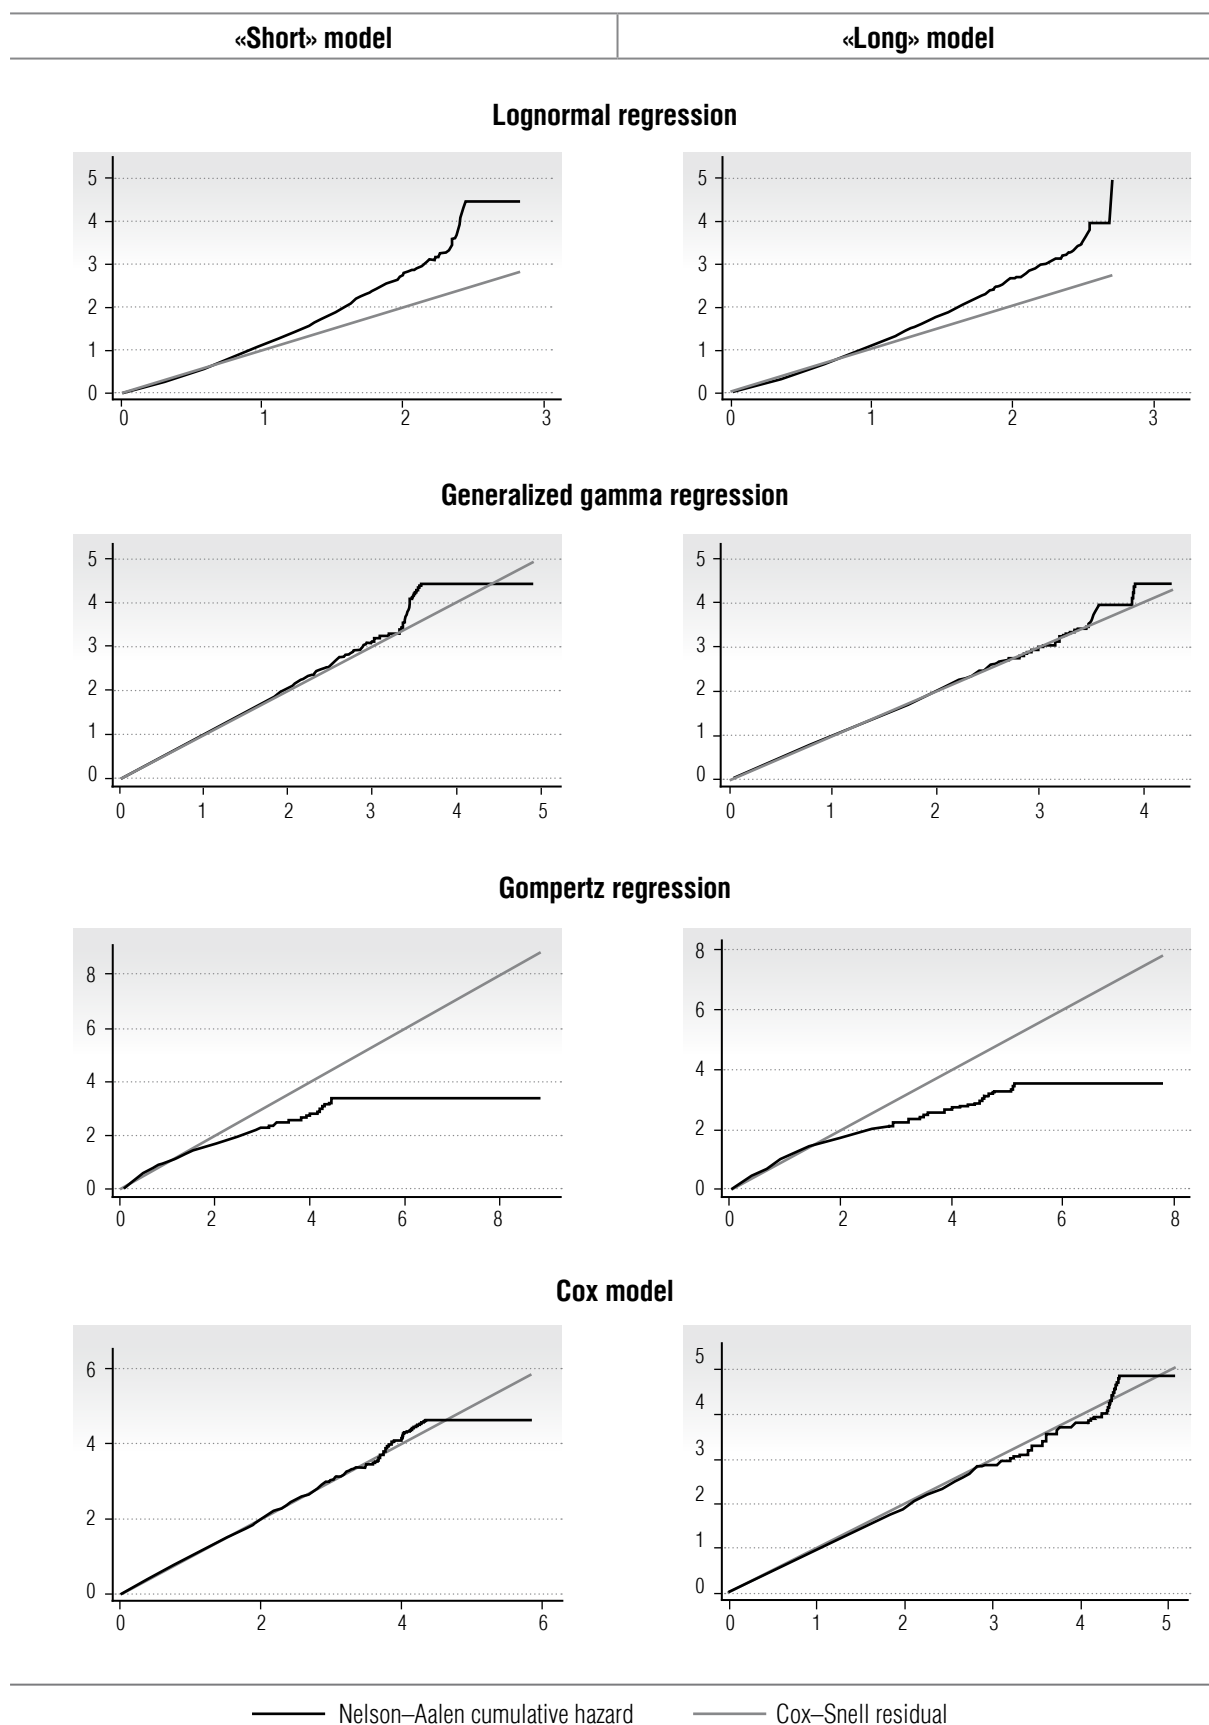 «Short» model «Long» model
Lognormal regression
5 5
4 4
3 3
2 2
1 1
0 0
0 1 2 3 0 1 2 3
Generalized gamma regression
5 5
4 4
3 3
2 2
1 1
0 0
0 1 2 3 4 5 0 1 2 3 4
Gompertz regression
8 8
6 6
4 4
2 2
0 0
0 2 4 6 8 0 2 4 6 8
Cox model
6 5
4 4
3
2 2
1
0 0
0 2 4 6 0 1 2 3 4 5
Nelson–Aalen cumulative hazard Cox–Snell residual